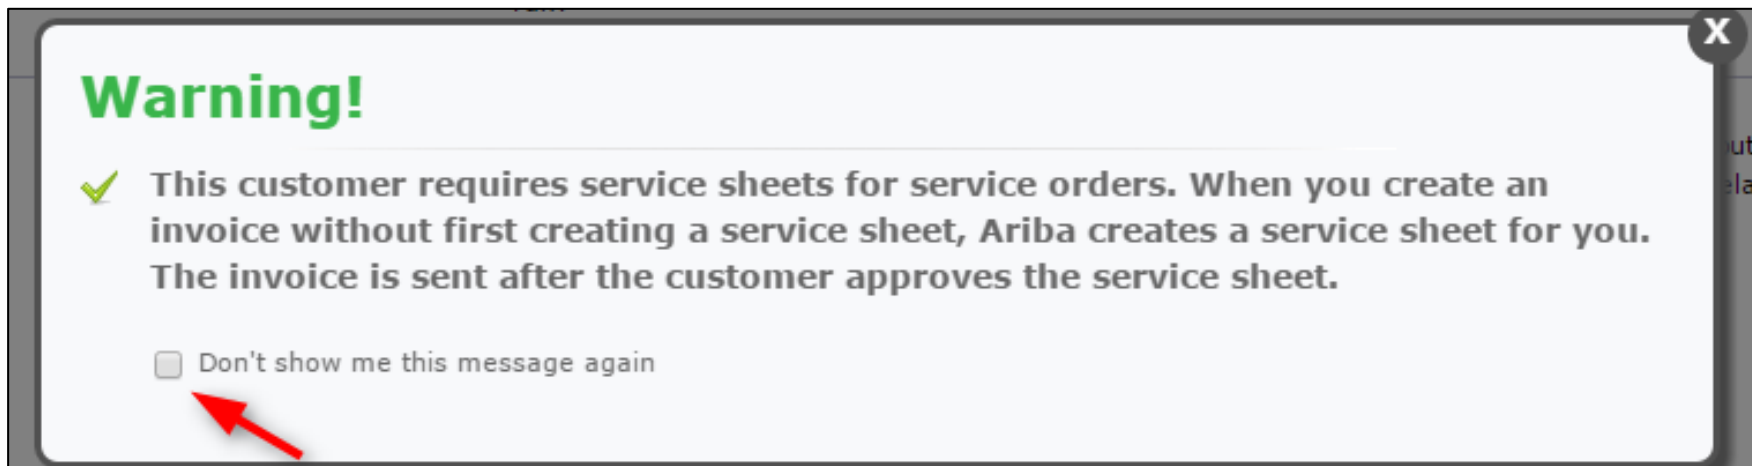 X
Warning!
This customer requires service sheets for service orders. When you create an
invoice without first creating a service sheet, Ariba creates a service sheet for you.
The invoice is sent after the customer approves the service sheet.
Don't show me this message again